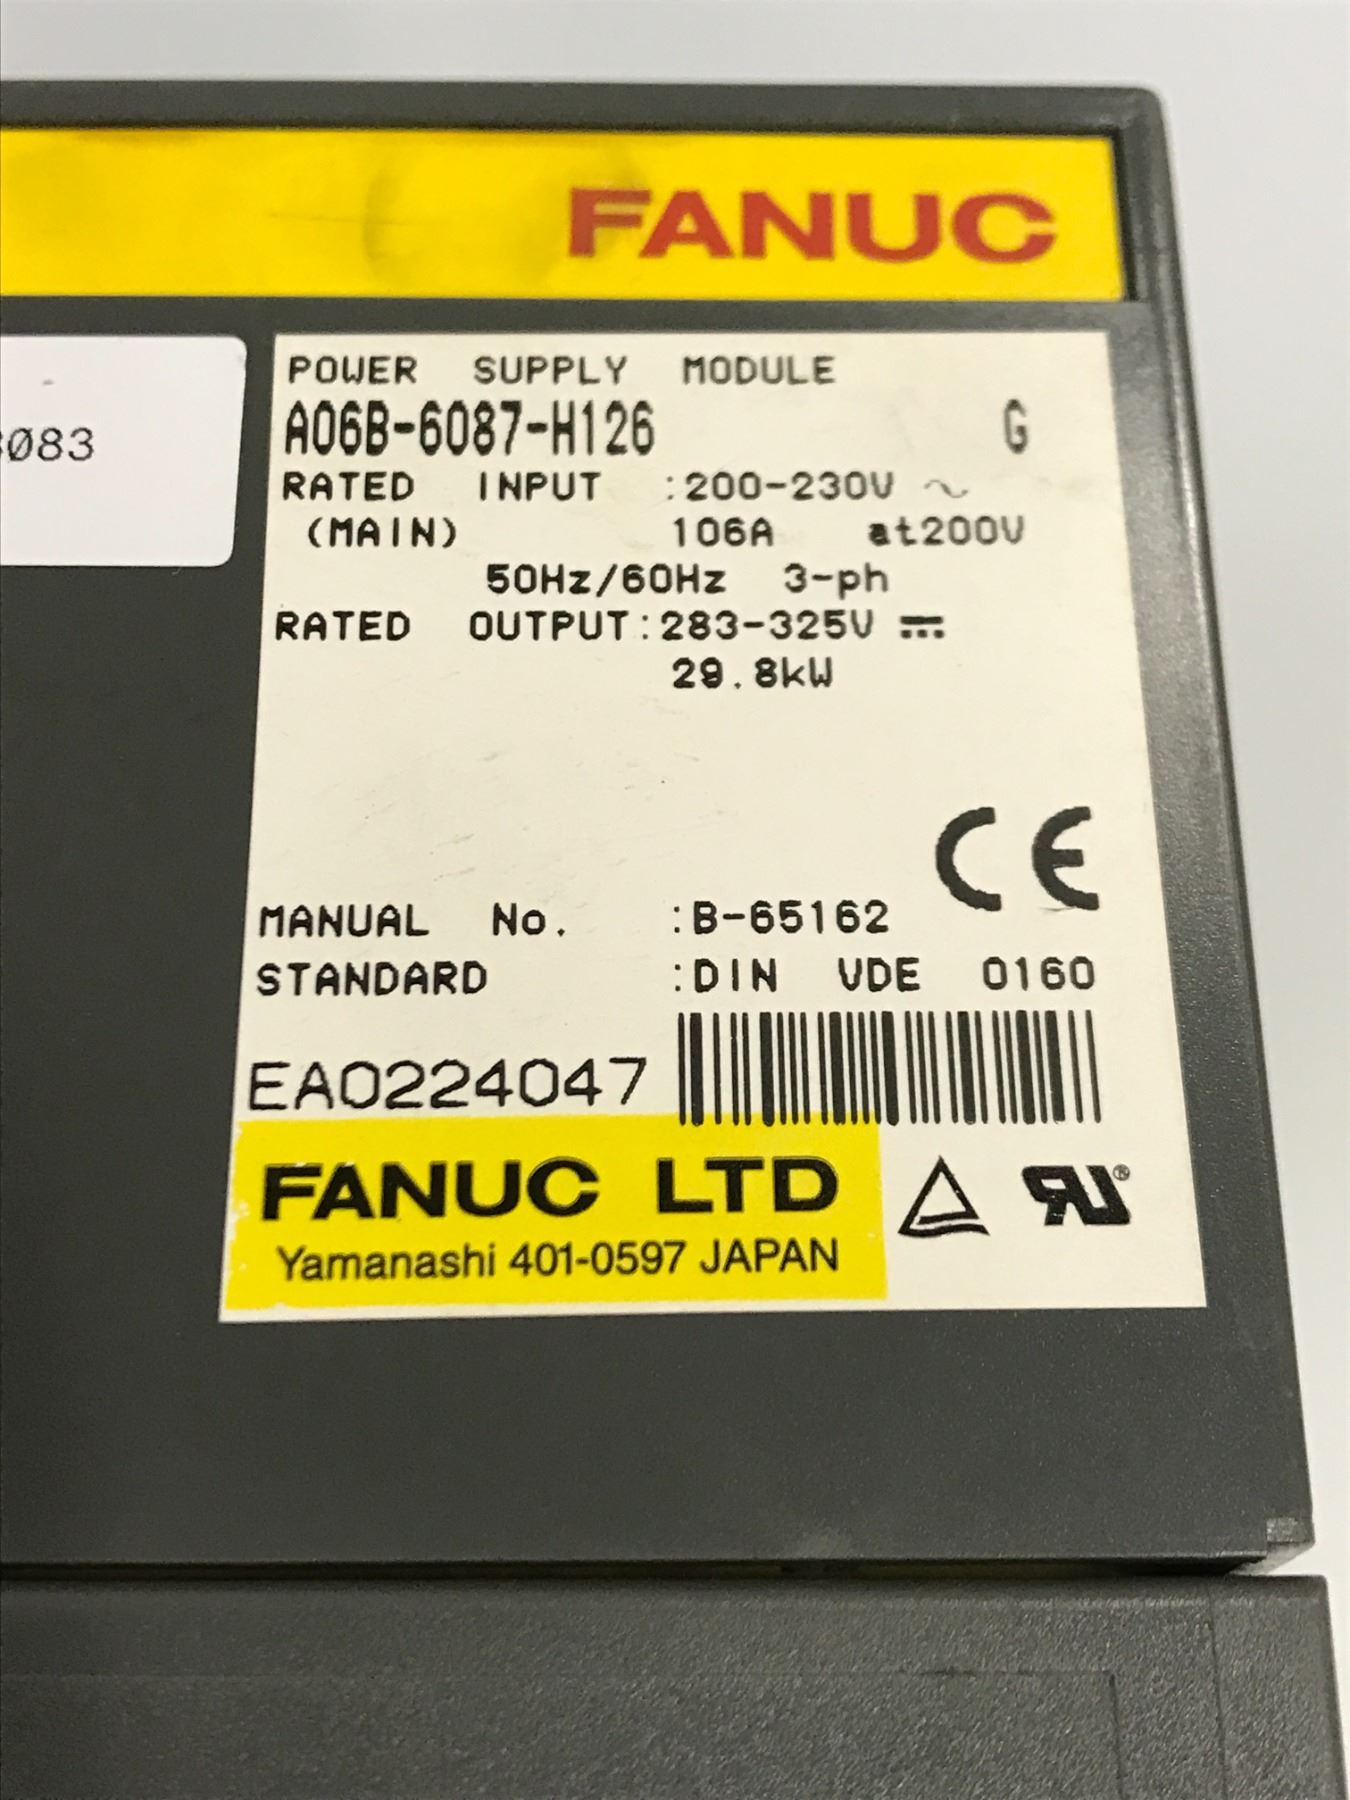 FANUC
083
POWER SUPPLY MODULE
A06B-6087-H126 G
RATED INPUT :200-230V ~
(MAIN) 106A at200V
50Hz/60Hz 3-ph
RATED OUTPUT:283-325V ⎓
29.8kW
CE
MANUAL No. :B-65162
STANDARD :DIN VDE 0160
EA0224047
FANUC LTD
Yamanashi 401-0597 JAPAN
RU®